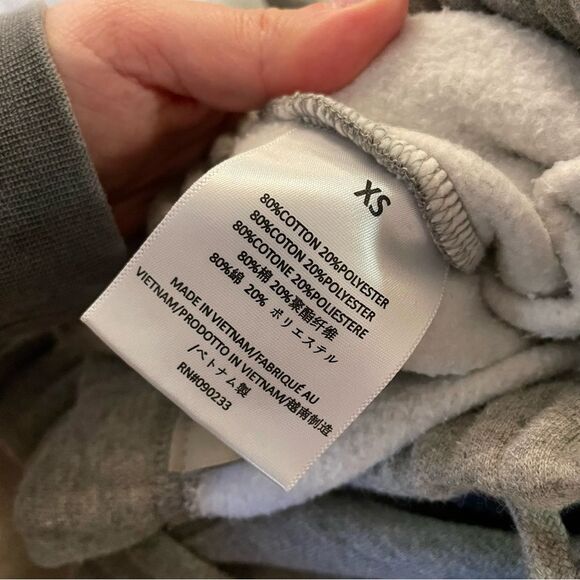 XS
80%COTTON 20%POLYESTER
80%COTON 20%POLYESTER
80%COTONE 20%POLIESTERE
80%棉 20%聚酯纤维
80%綿 20% ポリエステル
MADE IN VIETNAM/FABRIQUÉ AU
VIETNAM/PRODOTTO IN VIETNAM/越南制造
/ベトナム製
RN#090233